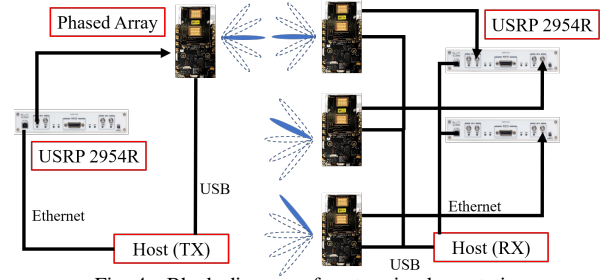 Phased Array
USRP 2954R
USRP 2954R
USB
Ethernet
Ethernet
Host (TX)
Host (RX)
USB